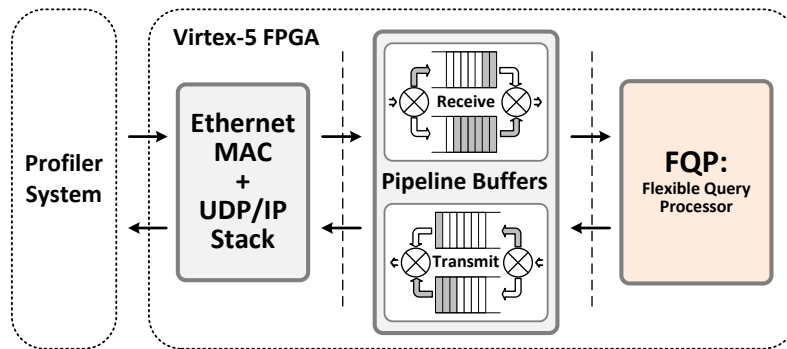 Virtex-5 FPGA
Profiler
System
Ethernet
MAC
+
UDP/IP
Stack
Receive
Pipeline Buffers
Transmit
FQP:
Flexible Query
Processor